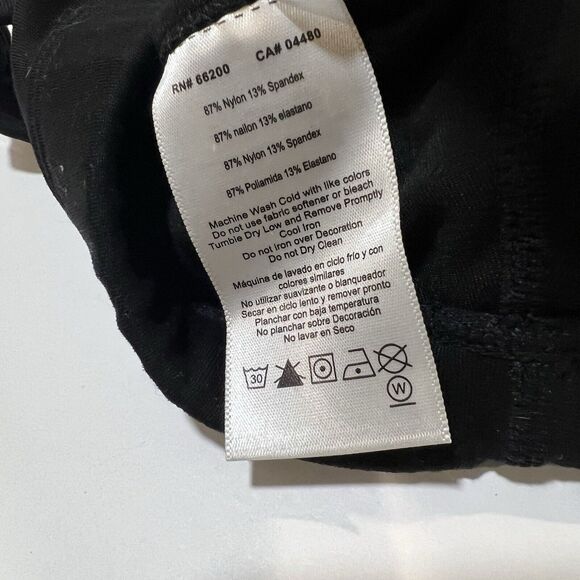 RN# 66200 CA# 04480
87% Nylon 13% Spandex
87% nailon 13% elastano
87% Nylon 13% Spandex
87% Poliamida 13% Elastano
Machine Wash Cold with like colors
Do not use fabric softener or bleach
Tumble Dry Low and Remove Promptly
Cool Iron
Do not Iron over Decoration
Do not Dry Clean
Máquina de lavado en ciclo frio y con
colores similares
No utilizar suavizante o blanqueador
Secar en ciclo lento y remover pronto
Planchar con baja temperatura
No planchar sobre Decoración
No lavar en Seco
30
W